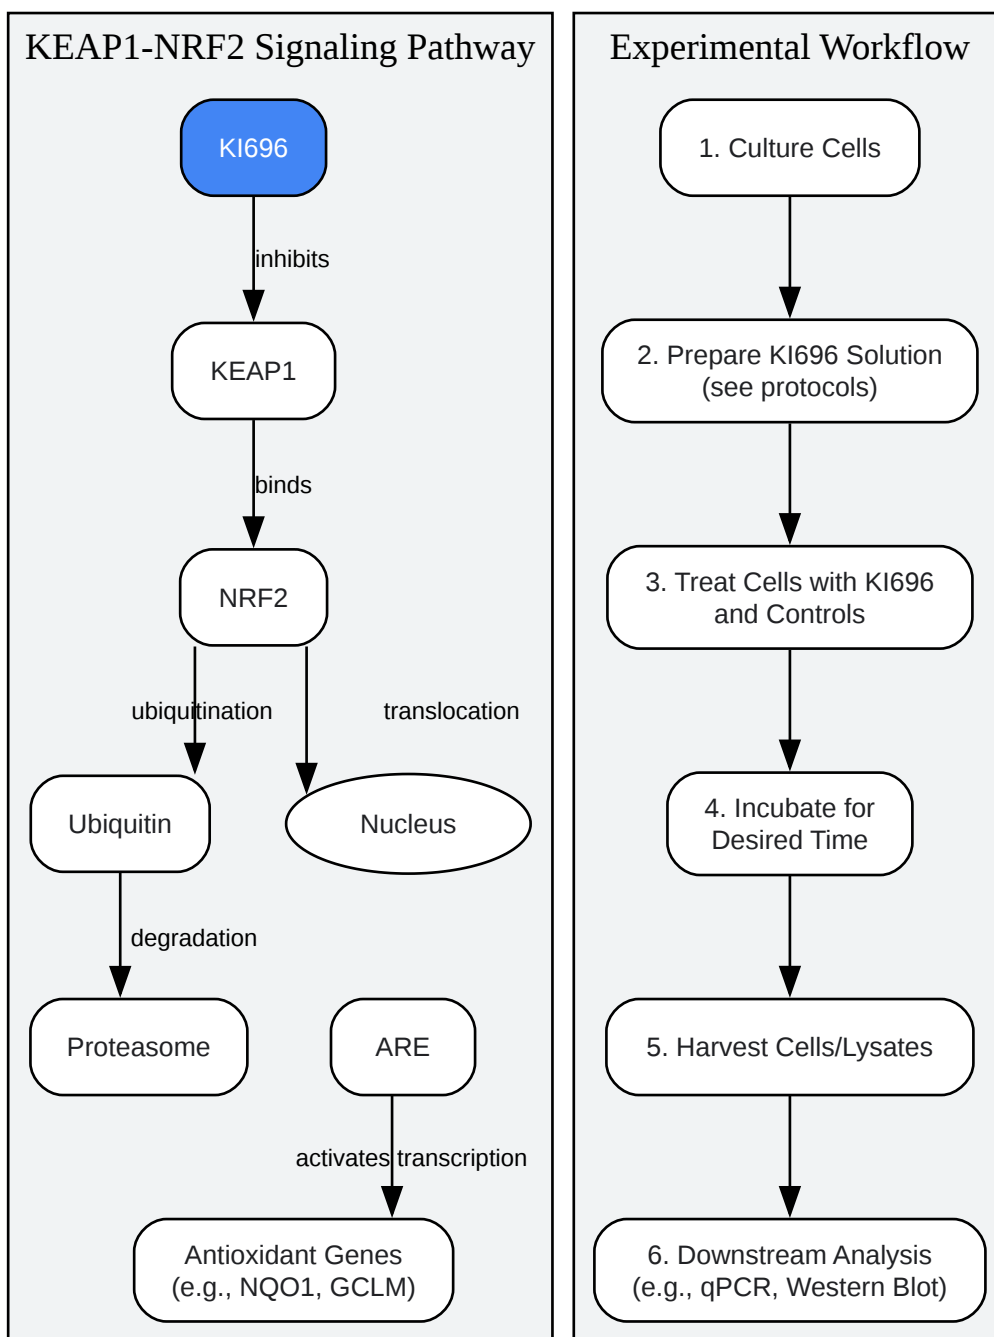 KEAP1-NRF2 Signaling Pathway
KI696
inhibits
KEAP1
binds
NRF2
ubiquitination
translocation
Ubiquitin
Nucleus
degradation
Proteasome
ARE
activates transcription
Antioxidant Genes
(e.g., NQO1, GCLM)
Experimental Workflow
1. Culture Cells
2. Prepare KI696 Solution
(see protocols)
3. Treat Cells with KI696
and Controls
4. Incubate for
Desired Time
5. Harvest Cells/Lysates
6. Downstream Analysis
(e.g., qPCR, Western Blot)